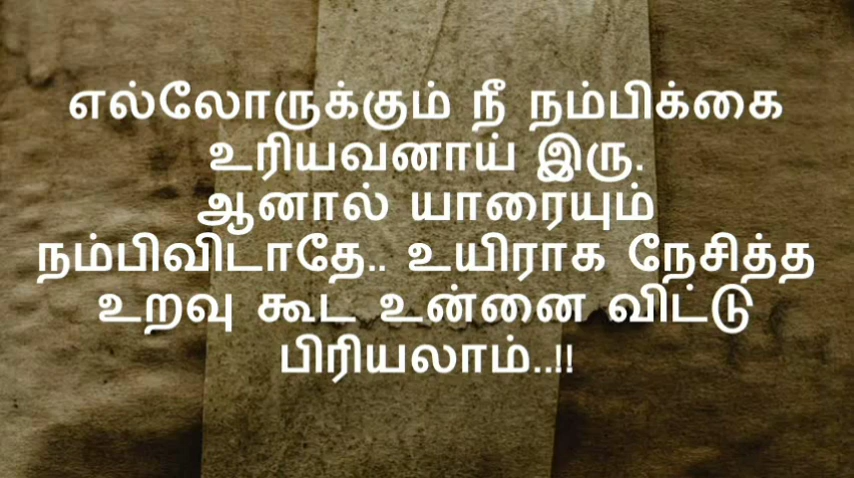 எல்லோருக்கும் நீ நம்பிக்கை
உரியவனாய் இரு.
ஆனால் யாரையும்
நம்பிவிடாதே.. உயிராக நேசித்த
உறவு கூட உன்னை விட்டு
பிரியலாம்..!!